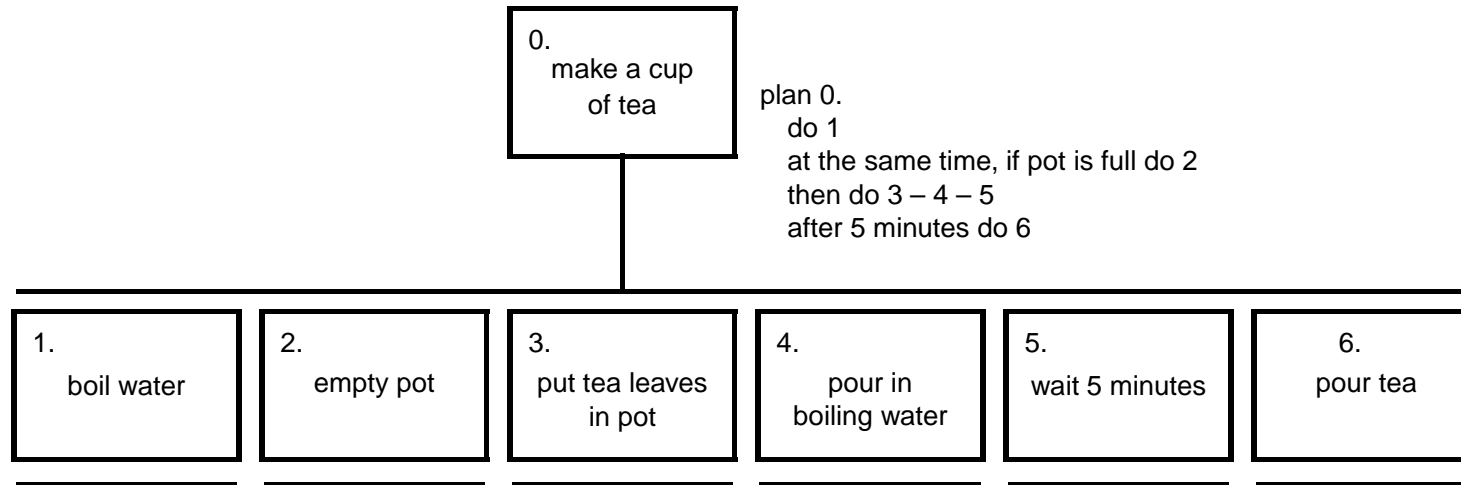 0.
make a cup
of tea
plan 0.
do 1
at the same time, if pot is full do 2
then do 3 – 4 – 5
after 5 minutes do 6
1.
boil water
2.
empty pot
3.
put tea leaves
in pot
4.
pour in
boiling water
5.
wait 5 minutes
6.
pour tea